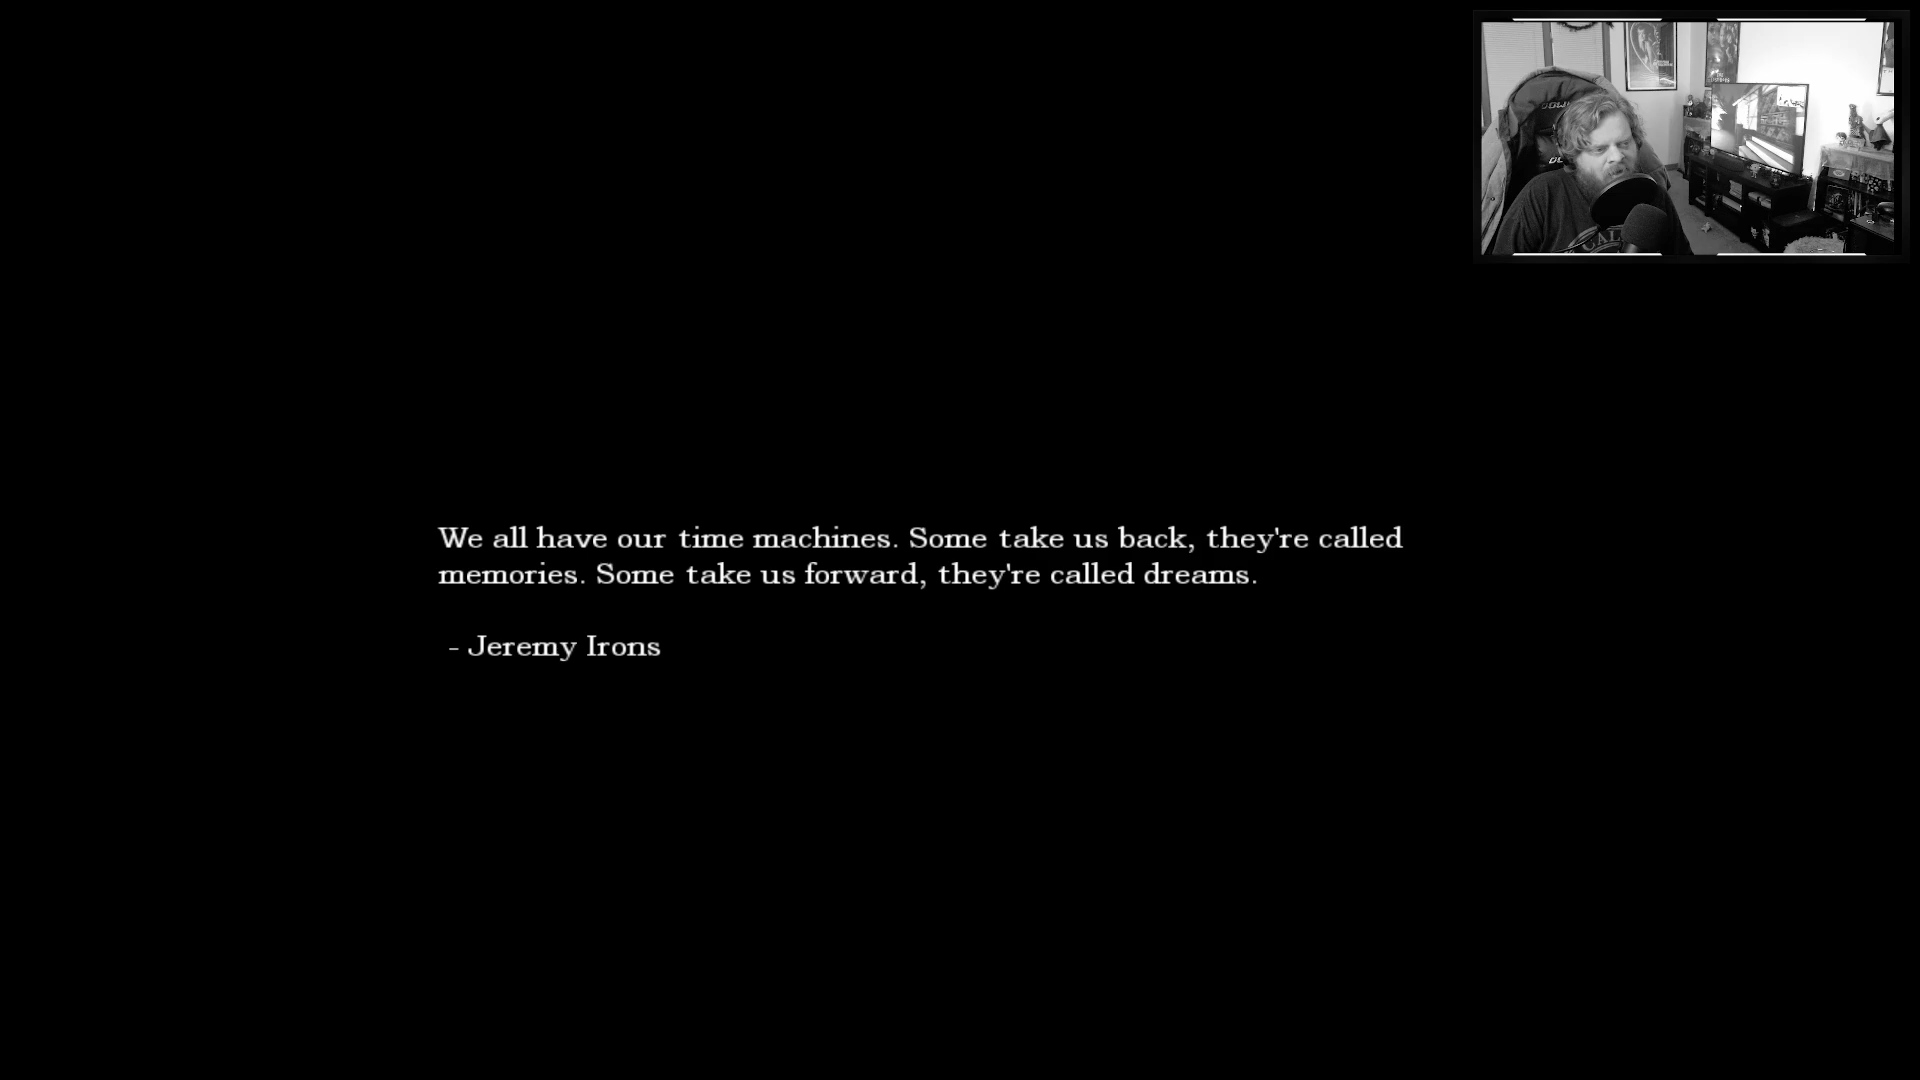 We all have our time machines. Some take us back, they're called
memories. Some take us forward, they're called dreams.
- Jeremy Irons